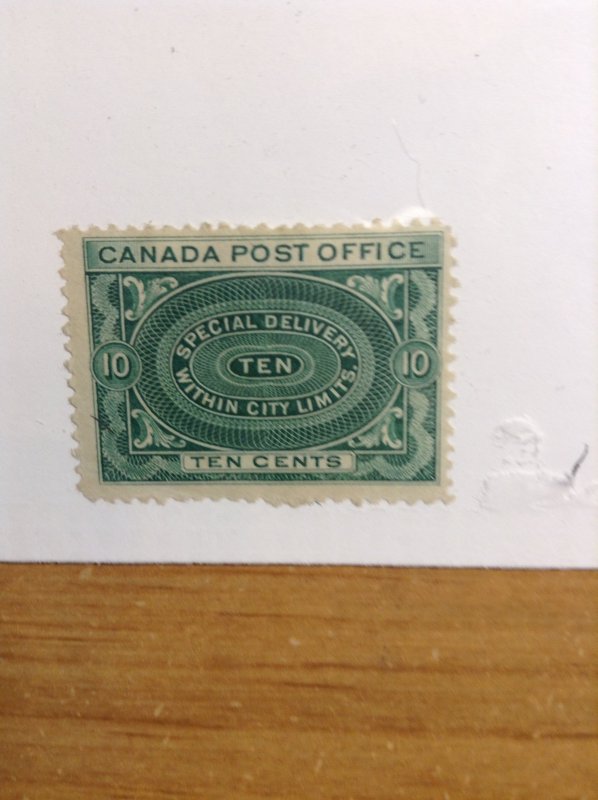 CANADA POST OFFICE
SPECIAL DELIVERY
10 TEN 10
WITHIN CITY LIMITS.
TEN CENTS